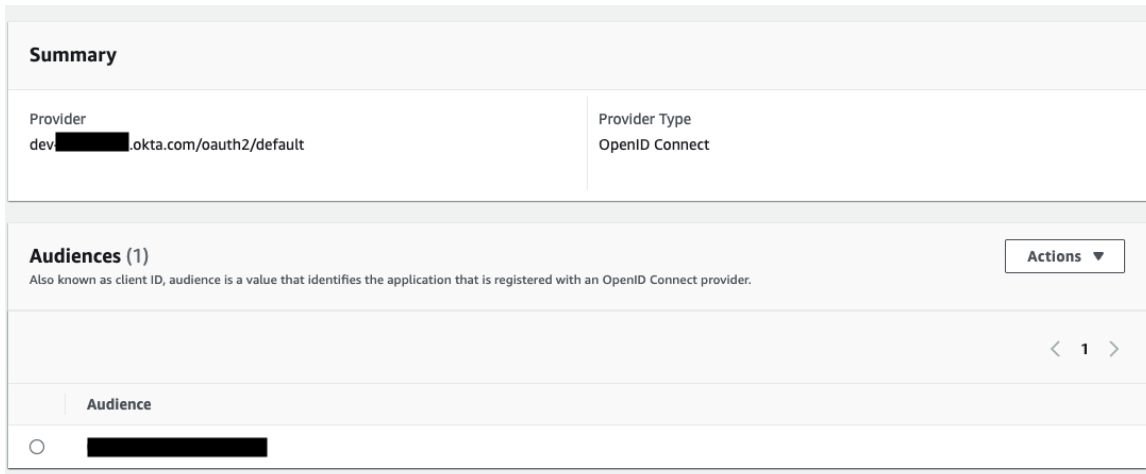 Summary
Provider
Provider Type
dev .okta.com/oauth2/default
OpenID Connect
Audiences (1)
Actions ▼
Also known as client ID, audience is a value that identifies the application that is registered with an OpenID Connect provider.
< 1 >
Audience